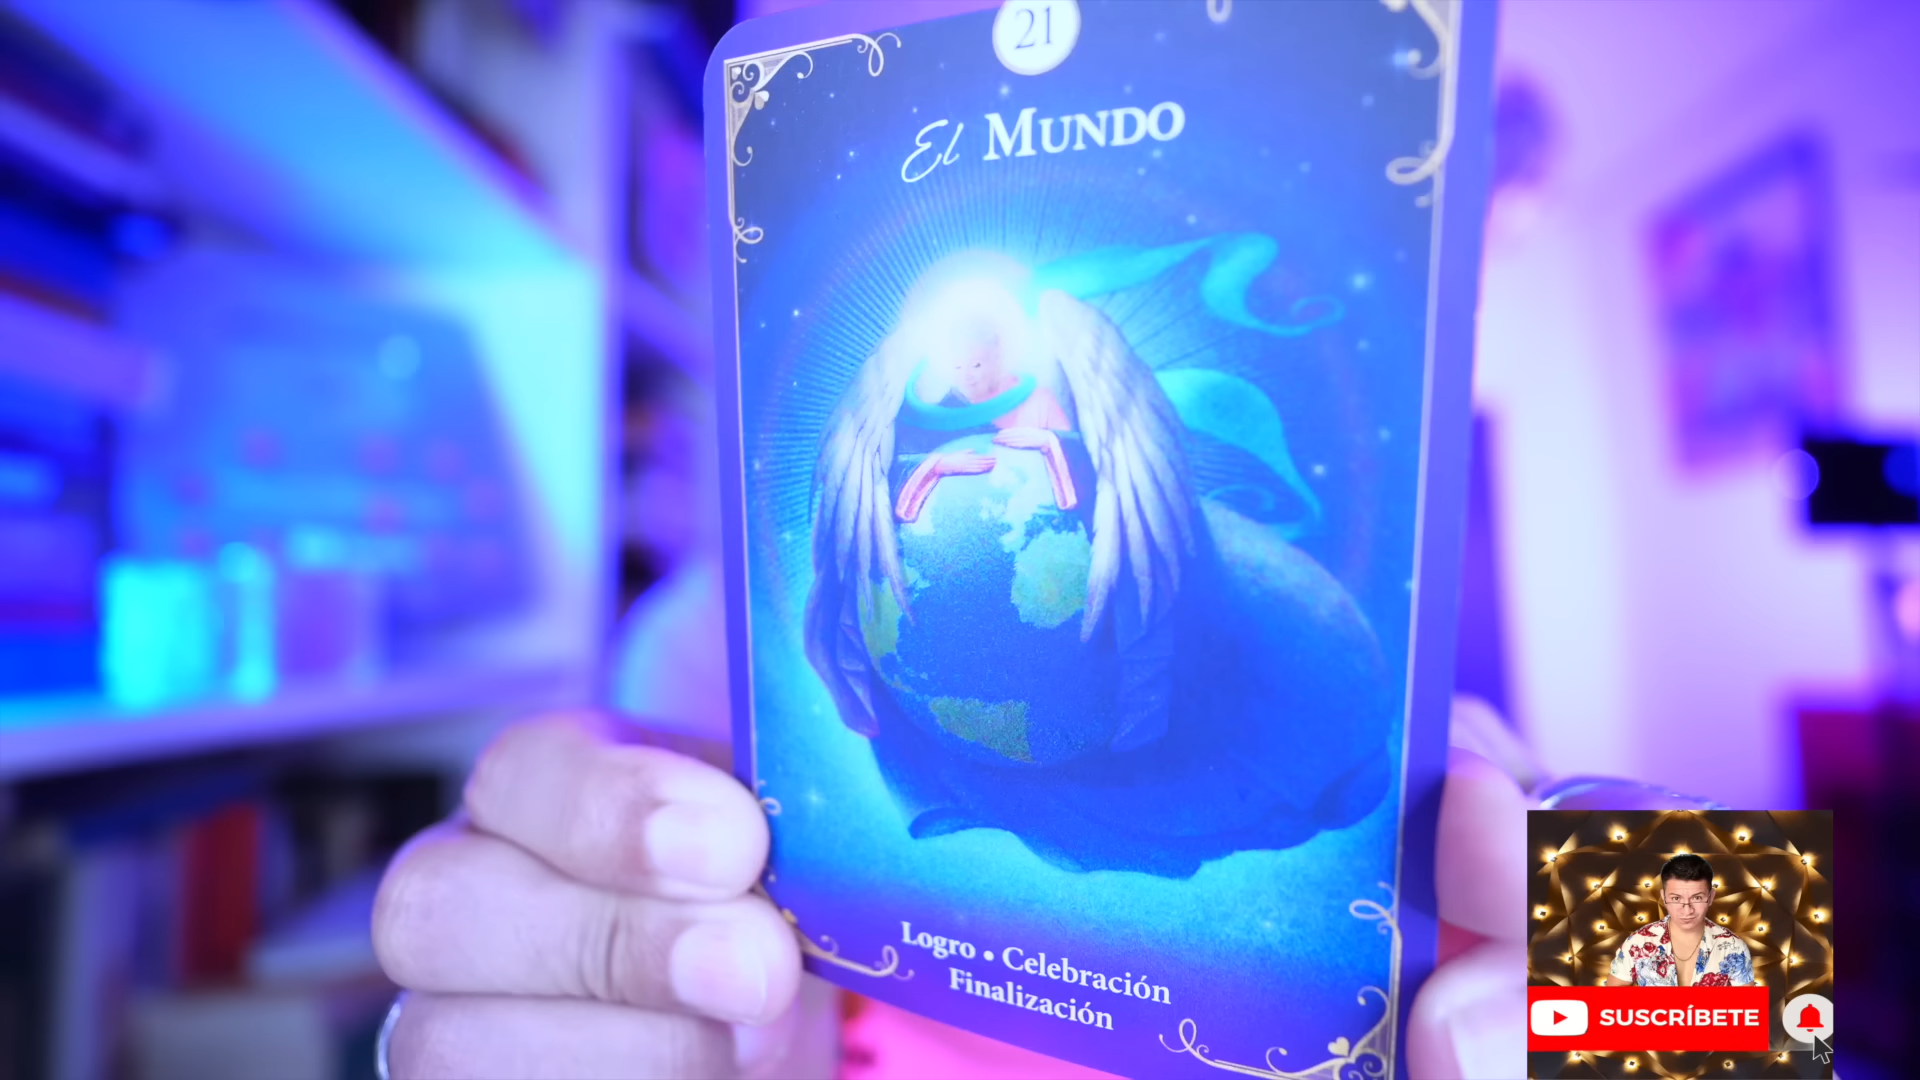 21
El MUNDO
Logro • Celebración
Finalización
SUSCRÍBETE